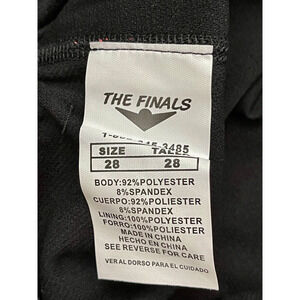 THE FINALS
SIZE
28 28
BODY:92%POLYESTER
8%SPANDEX
CUERPO:92%POLIESTER
8%SPANDEX
LINING:100%POLYESTER
FORRO:100%POLIESTER
MADE IN CHINA
HECHO EN CHINA
SEE REVERSE FOR CARE
VER AL DORSO PARA EL CUIDADO